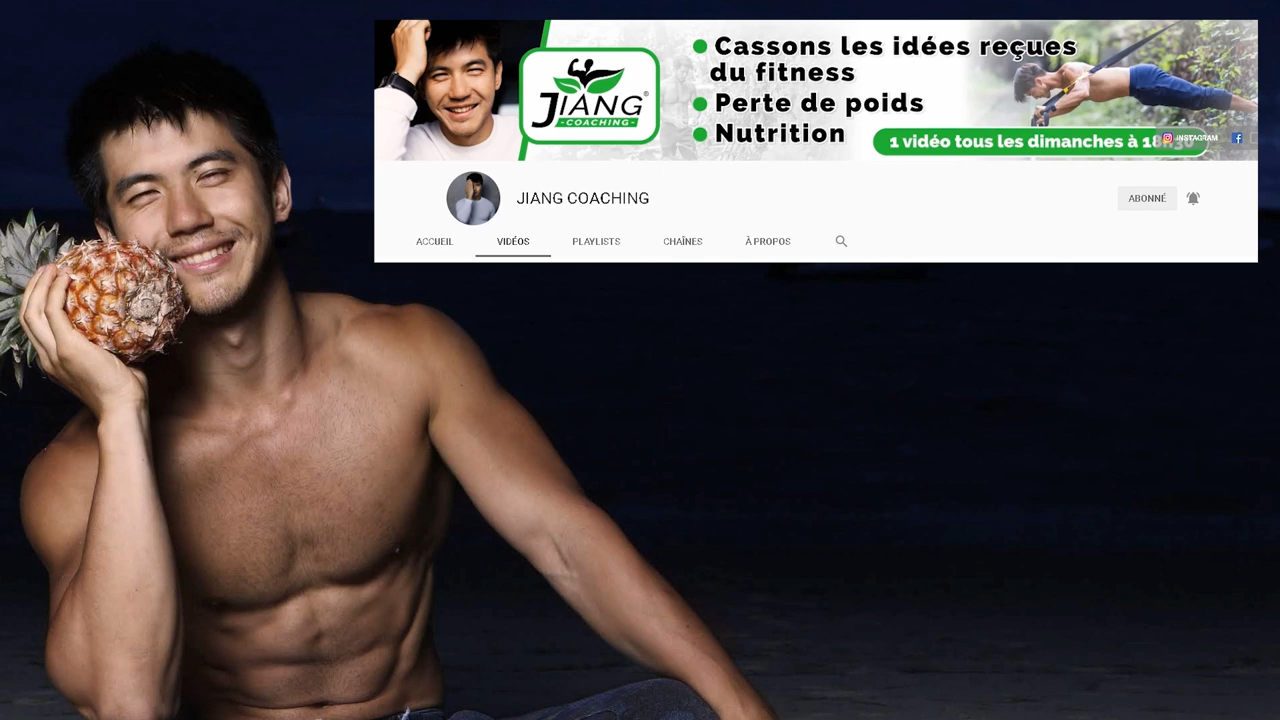 Cassons les idées reçues
du fitness
Perte de poids
Nutrition
JIANG®
-COACHING-
1 vidéo tous les dimanches à 18h30
INSTAGRAM
JIANG COACHING
ABONNÉ
ACCUEIL VIDÉOS PLAYLISTS CHAÎNES À PROPOS